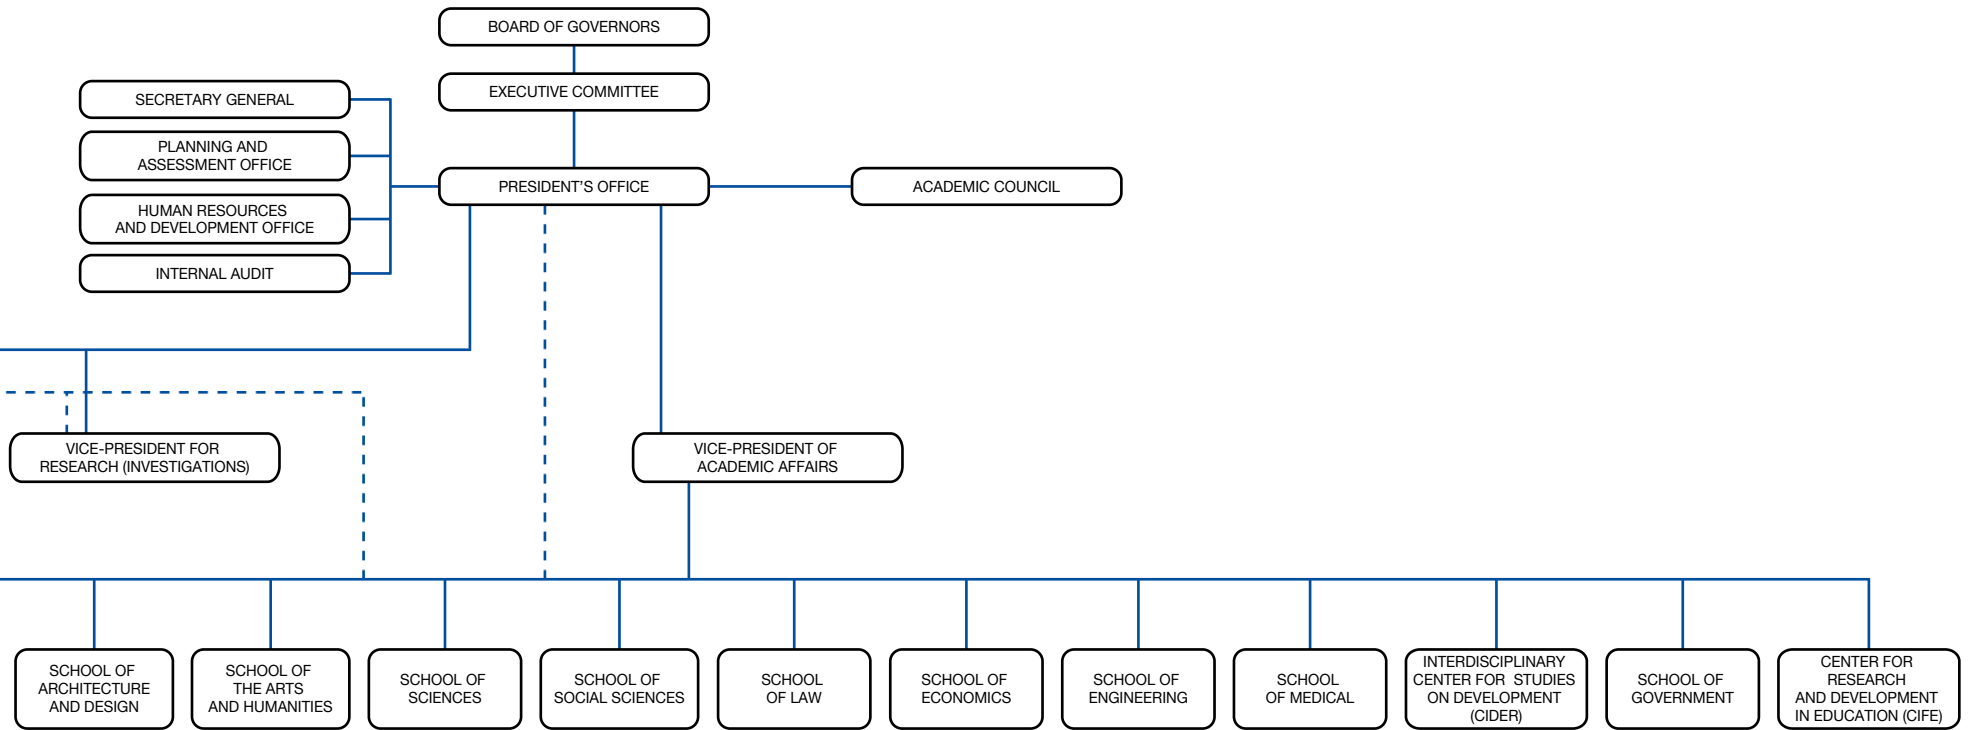 BOARD OF GOVERNORS
EXECUTIVE COMMITTEE
SECRETARY GENERAL
PLANNING AND
ASSESSMENT OFFICE
HUMAN RESOURCES
AND DEVELOPMENT OFFICE
INTERNAL AUDIT
PRESIDENT'S OFFICE
ACADEMIC COUNCIL
VICE-PRESIDENT FOR
RESEARCH (INVESTIGATIONS)
VICE-PRESIDENT OF
ACADEMIC AFFAIRS
SCHOOL OF
ARCHITECTURE
AND DESIGN
SCHOOL OF
THE ARTS
AND HUMANITIES
SCHOOL OF
SCIENCES
SCHOOL OF
SOCIAL SCIENCES
SCHOOL
OF LAW
SCHOOL OF
ECONOMICS
SCHOOL OF
ENGINEERING
SCHOOL
OF MEDICAL
INTERDISCIPLINARY
CENTER FOR STUDIES
ON DEVELOPMENT
(CIDER)
SCHOOL OF
GOVERNMENT
CENTER FOR
RESEARCH
AND DEVELOPMENT
IN EDUCATION (CIFE)